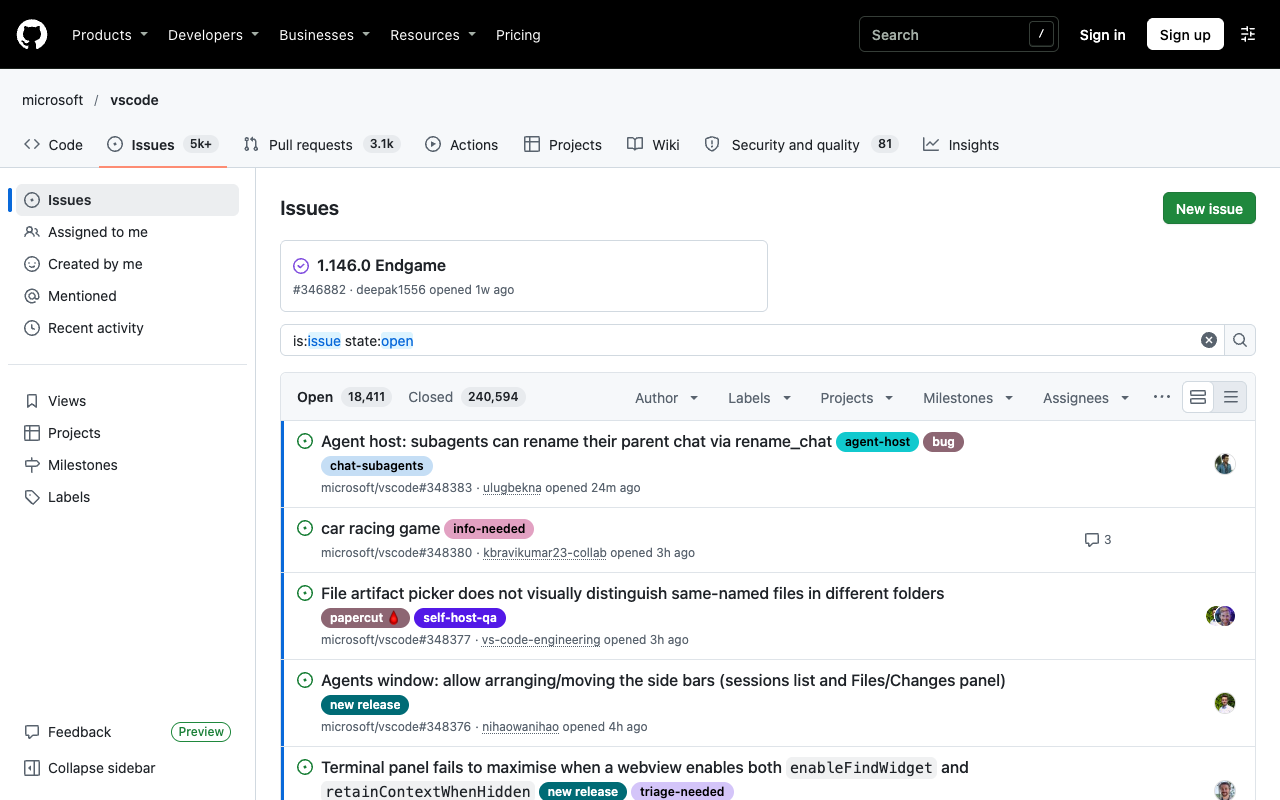 Products Developers Businesses Resources Pricing Search / Sign in Sign up
microsoft / vscode
Code Issues 5k+ Pull requests 3.1k Actions Projects Wiki Security and quality 81 Insights
Issues
Assigned to me
Created by me
Mentioned
Recent activity
Views
Projects
Milestones
Labels
Feedback Preview
Collapse sidebar
Issues New issue
1.146.0 Endgame
#346882 · deepak1556 opened 1w ago
is:issue state:open
Open 18,411 Closed 240,594 Author Labels Projects Milestones Assignees
Agent host: subagents can rename their parent chat via rename_chat agent-host bug
chat-subagents
microsoft/vscode#348383 · ulugbekna opened 24m ago
car racing game info-needed
microsoft/vscode#348380 · kbravikumar23-collab opened 3h ago
3
File artifact picker does not visually distinguish same-named files in different folders
papercut 🩸 self-host-qa
microsoft/vscode#348377 · vs-code-engineering opened 3h ago
Agents window: allow arranging/moving the side bars (sessions list and Files/Changes panel)
new release
microsoft/vscode#348376 · nihaowanihao opened 4h ago
Terminal panel fails to maximise when a webview enables both enableFindWidget and
retainContextWhenHidden new release triage-needed